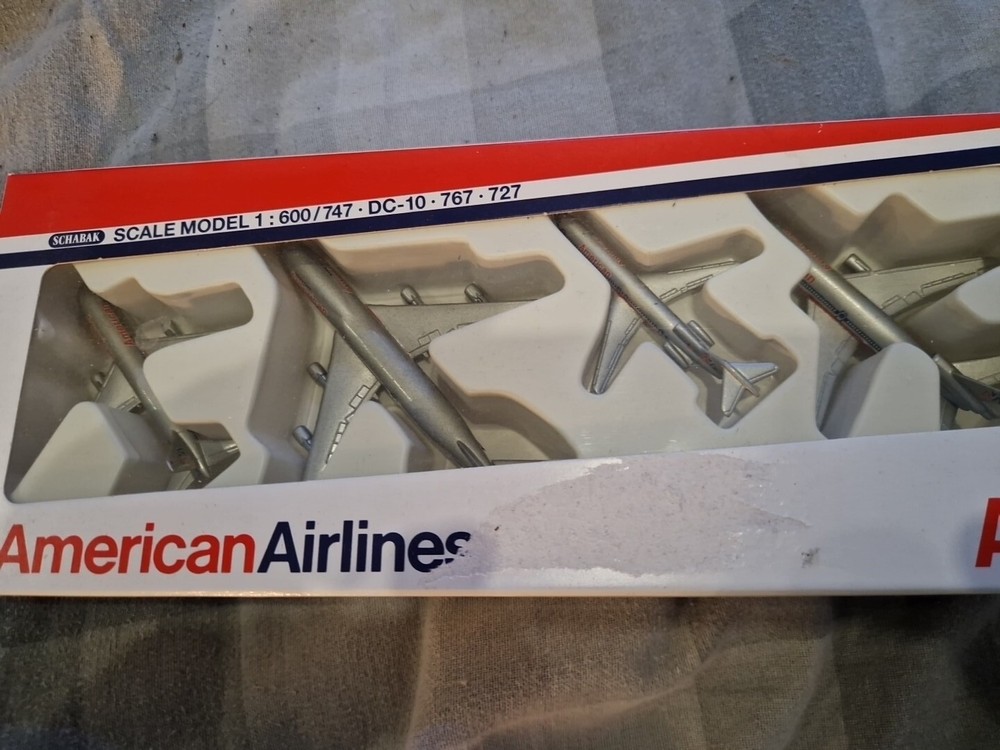 SCHABAK SCALE MODEL 1:600/747 · DC-10 · 767 · 727
AmericanAirlines
A